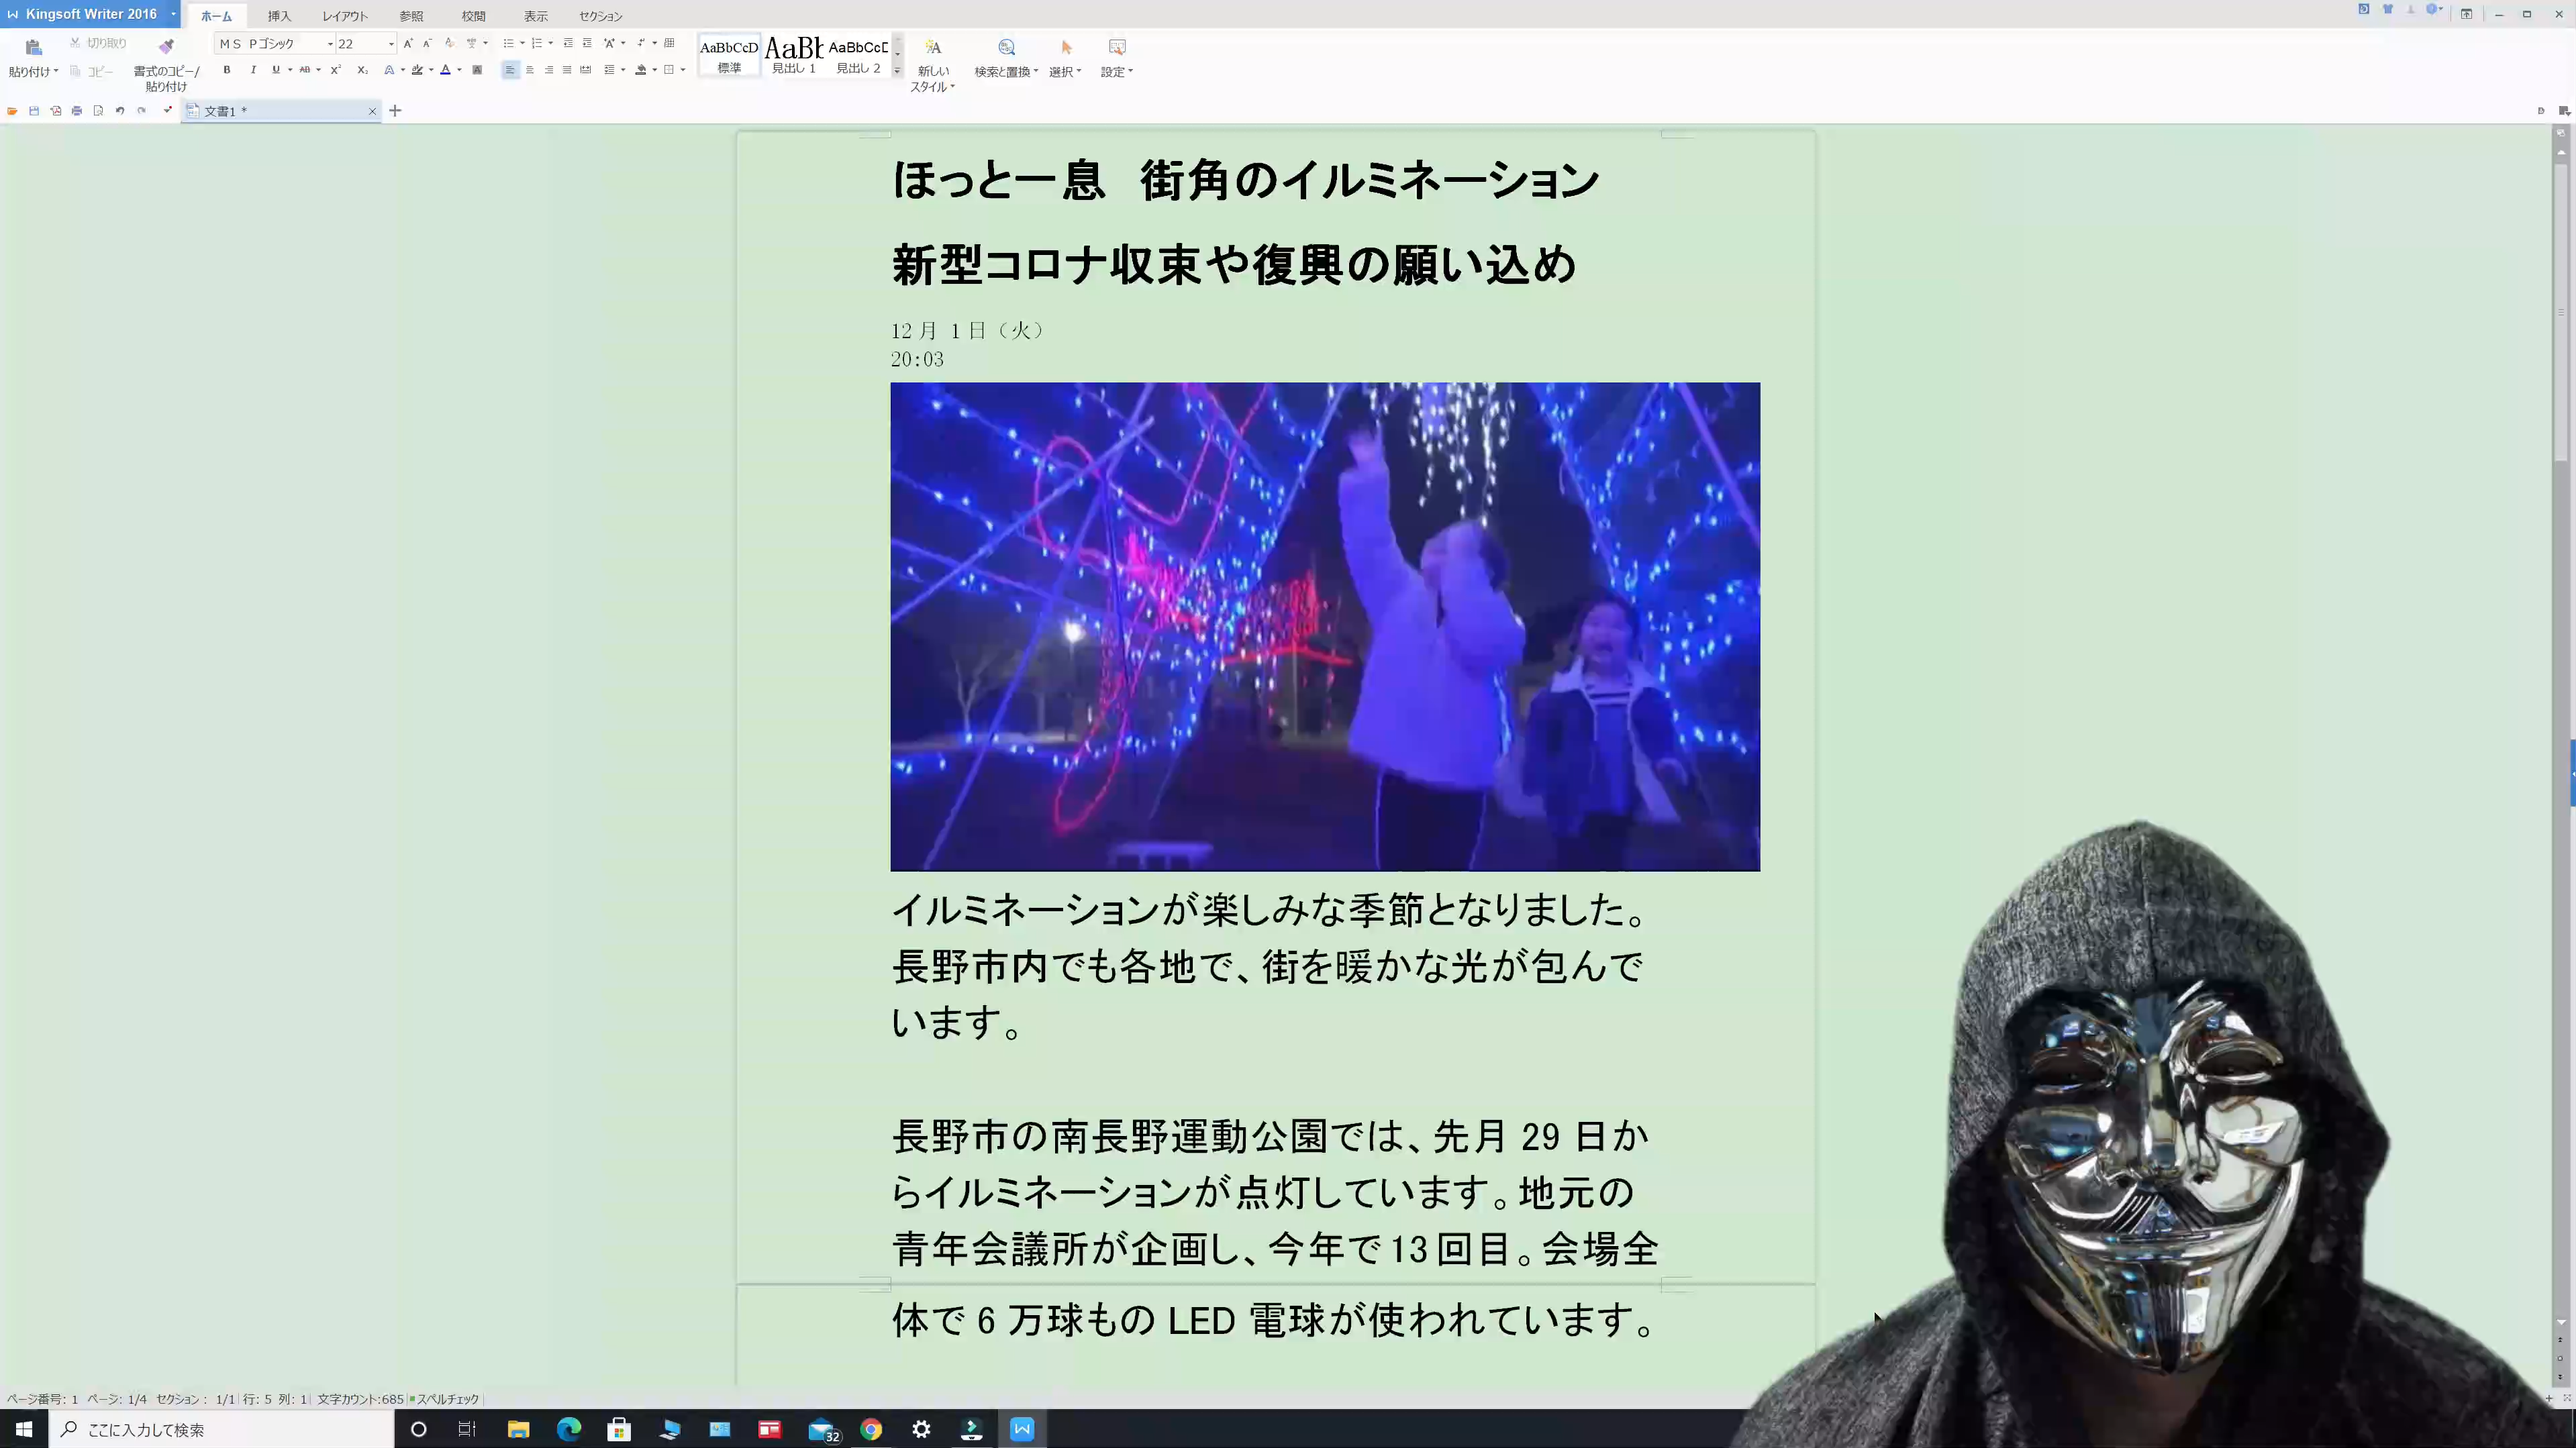 Kingsoft Writer 2016
ホーム 挿入 レイアウト 参照 校閲 表示 セクション
切り取り
コピー
貼り付け
書式のコピー/
貼り付け
MS Pゴシック 22
AaBbCcD
標準
AaBb
見出し 1
AaBbCcD
見出し 2
新しい
スタイル
検索と置換
選択
設定
文書1 *
ほっと一息 街角のイルミネーション
新型コロナ収束や復興の願い込め
12月 1日（火）
20:03
イルミネーションが楽しみな季節となりました。
長野市内でも各地で、街を暖かな光が包んで
います。
長野市の南長野運動公園では、先月 29 日か
らイルミネーションが点灯しています。地元の
青年会議所が企画し、今年で13回目。会場全
体で 6 万球もの LED 電球が使われています。
ページ番号: 1 ページ: 1/4 セクション: 1/1 行: 5 列: 1 文字カウント:685 スペルチェック
ここに入力して検索
32